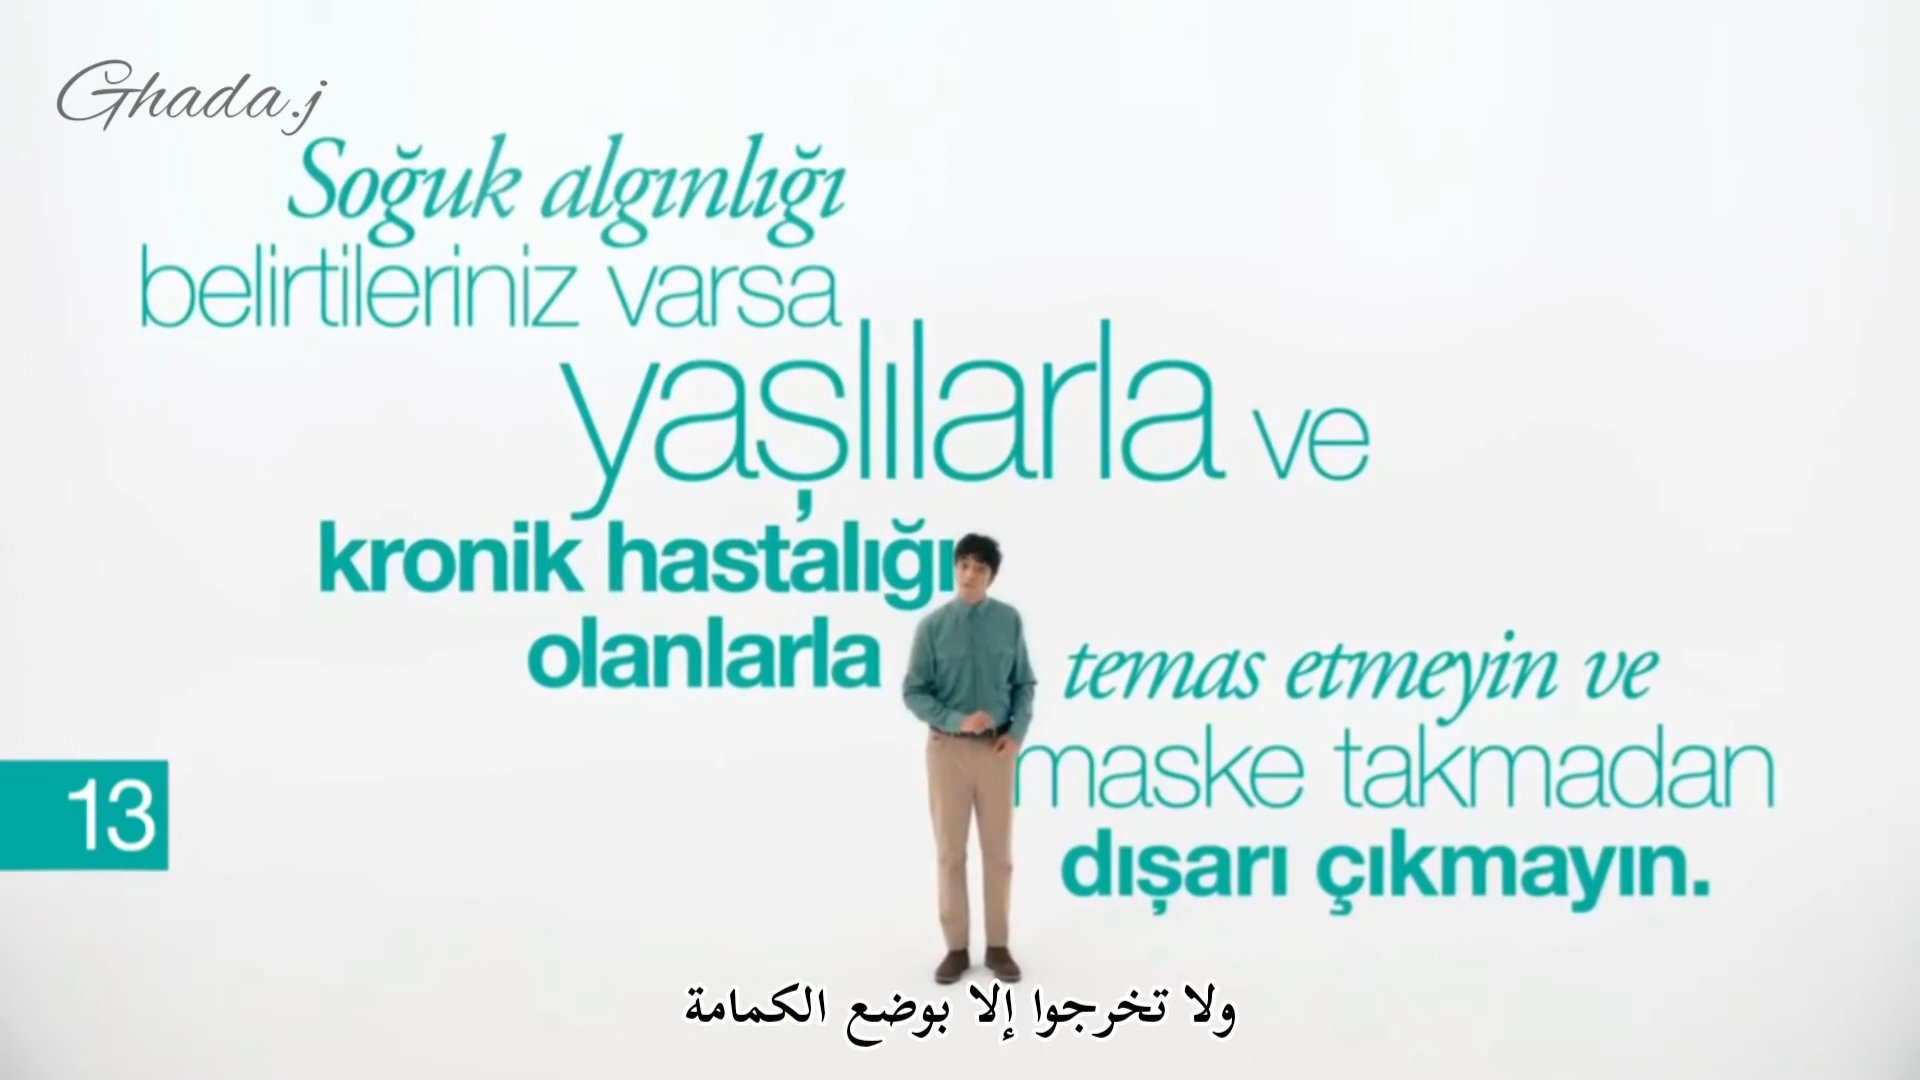 Ghada.j
Soğuk algınlığı
belirtileriniz varsa
yaşlılarla ve
kronik hastalığı
olanlarla
temas etmeyin ve
maske takmadan
dışarı çıkmayın.
13
ولا تخرجوا إلا بوضع الكمامة